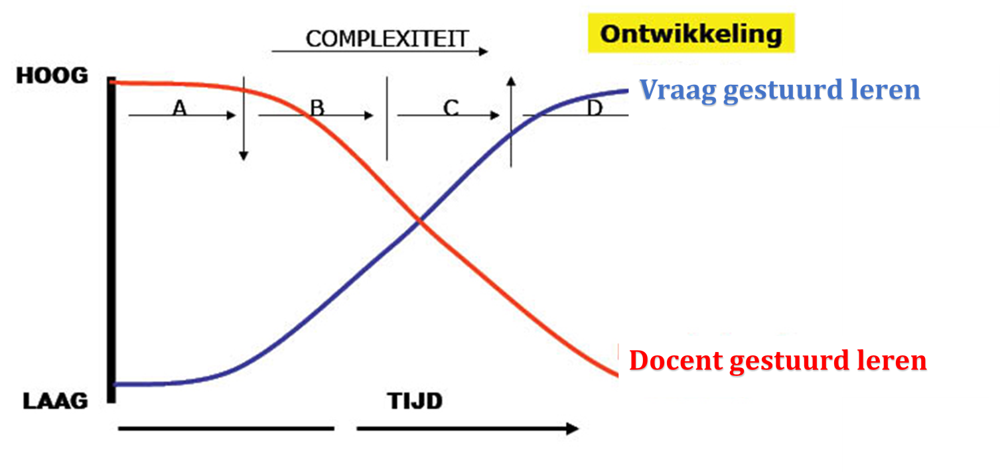 COMPLEXITEIT
Ontwikkeling
HOOG
Vraag gestuurd leren
A
B
C
D
Docent gestuurd leren
LAAG
TIJD